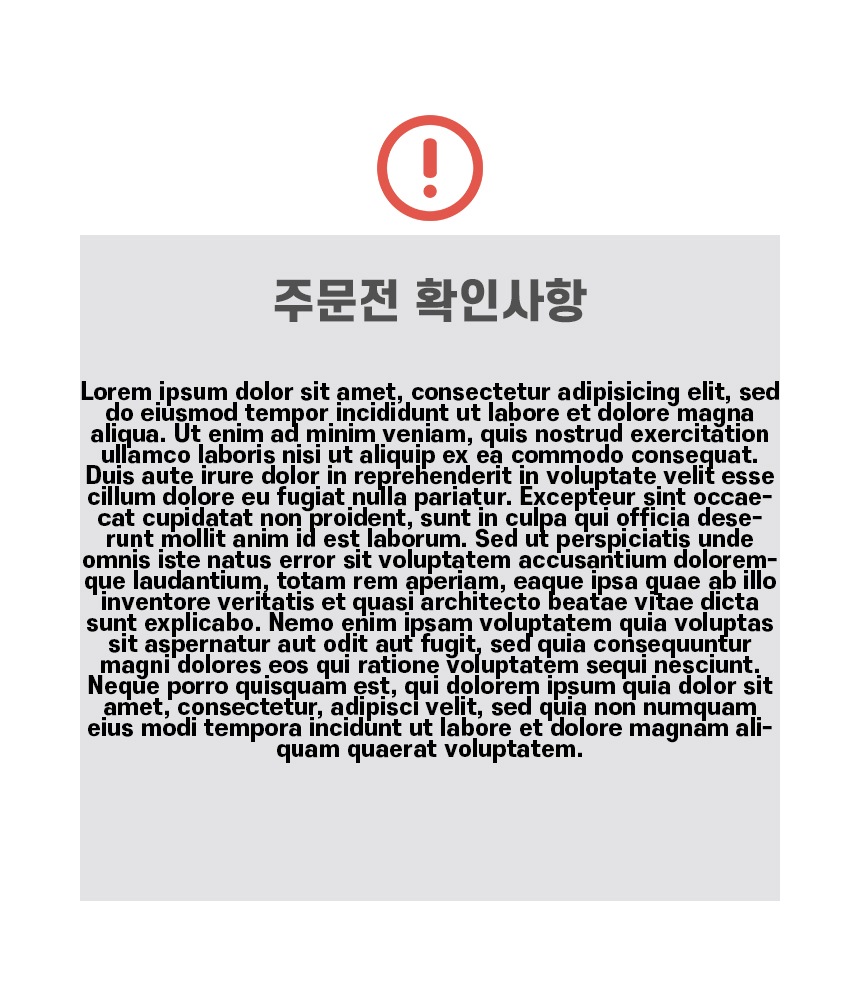 주문전 확인사항
Lorem ipsum dolor sit amet, consectetur adipisicing elit, sed
do eiusmod tempor incididunt ut labore et dolore magna
aliqua. Ut enim ad minim veniam, quis nostrud exercitation
ullamco laboris nisi ut aliquip ex ea commodo consequat.
Duis aute irure dolor in reprehenderit in voluptate velit esse
cillum dolore eu fugiat nulla pariatur. Excepteur sint occae-
cat cupidatat non proident, sunt in culpa qui officia dese-
runt mollit anim id est laborum. Sed ut perspiciatis unde
omnis iste natus error sit voluptatem accusantium dolorem-
que laudantium, totam rem aperiam, eaque ipsa quae ab illo
inventore veritatis et quasi architecto beatae vitae dicta
sunt explicabo. Nemo enim ipsam voluptatem quia voluptas
sit aspernatur aut odit aut fugit, sed quia consequuntur
magni dolores eos qui ratione voluptatem sequi nesciunt.
Neque porro quisquam est, qui dolorem ipsum quia dolor sit
amet, consectetur, adipisci velit, sed quia non numquam
eius modi tempora incidunt ut labore et dolore magnam ali-
quam quaerat voluptatem.